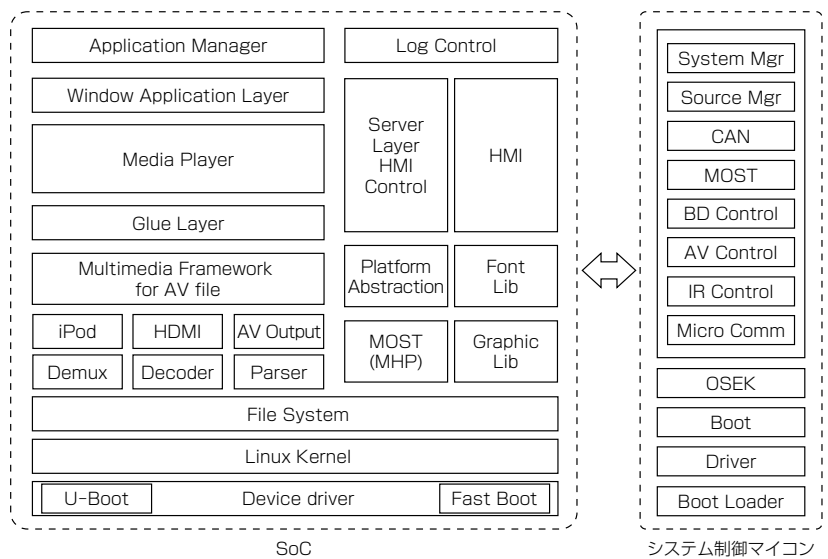 Application Manager
Log Control
Window Application Layer
Media Player
Server
Layer
HMI
Control
HMI
Glue Layer
Multimedia Framework
for AV file
Platform
Abstraction
Font
Lib
iPod
HDMI
AV Output
MOST
(MHP)
Graphic
Lib
Demux
Decoder
Parser
File System
Linux Kernel
U-Boot
Device driver
Fast Boot
SoC
System Mgr
Source Mgr
CAN
MOST
BD Control
AV Control
IR Control
Micro Comm
OSEK
Boot
Driver
Boot Loader
システム制御マイコン